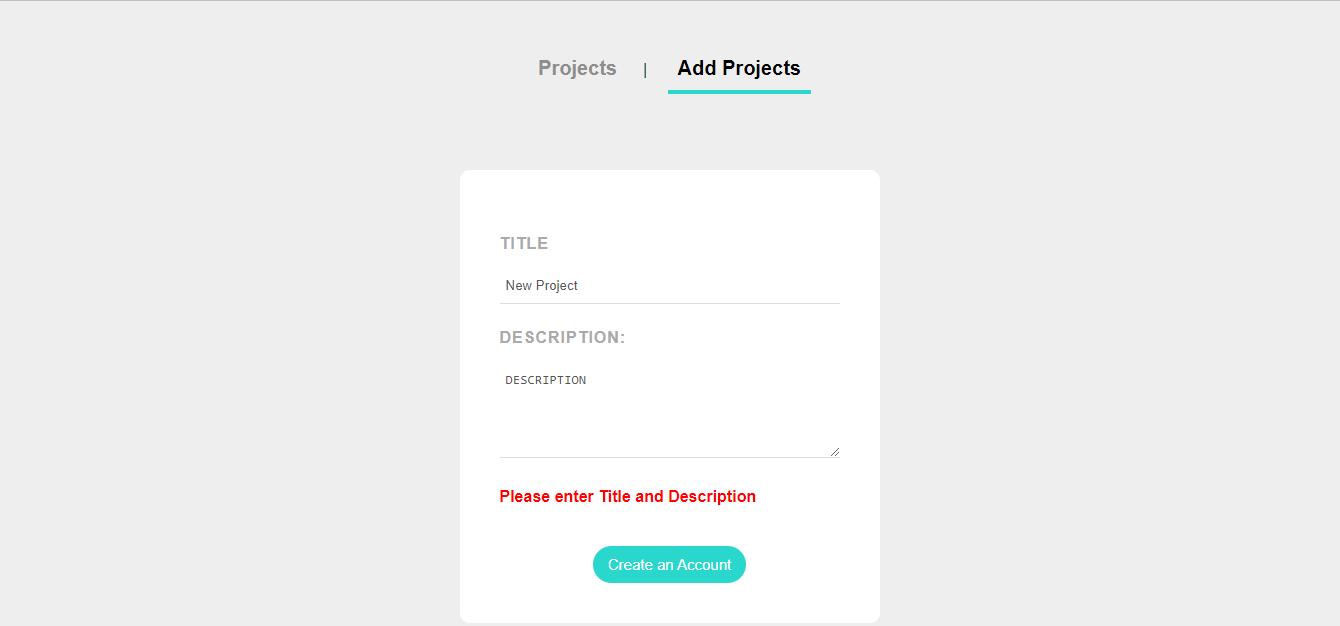 Projects | Add Projects
TITLE
New Project
DESCRIPTION:
DESCRIPTION
Please enter Title and Description
Create an Account